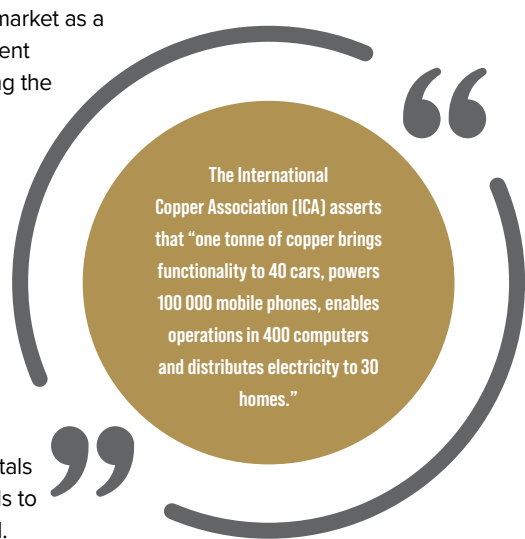 market as a
ent
ng the
The International
Copper Association (ICA) asserts
that “one tonne of copper brings
functionality to 40 cars, powers
100 000 mobile phones, enables
operations in 400 computers
and distributes electricity to 30
homes.”
tals
ls to